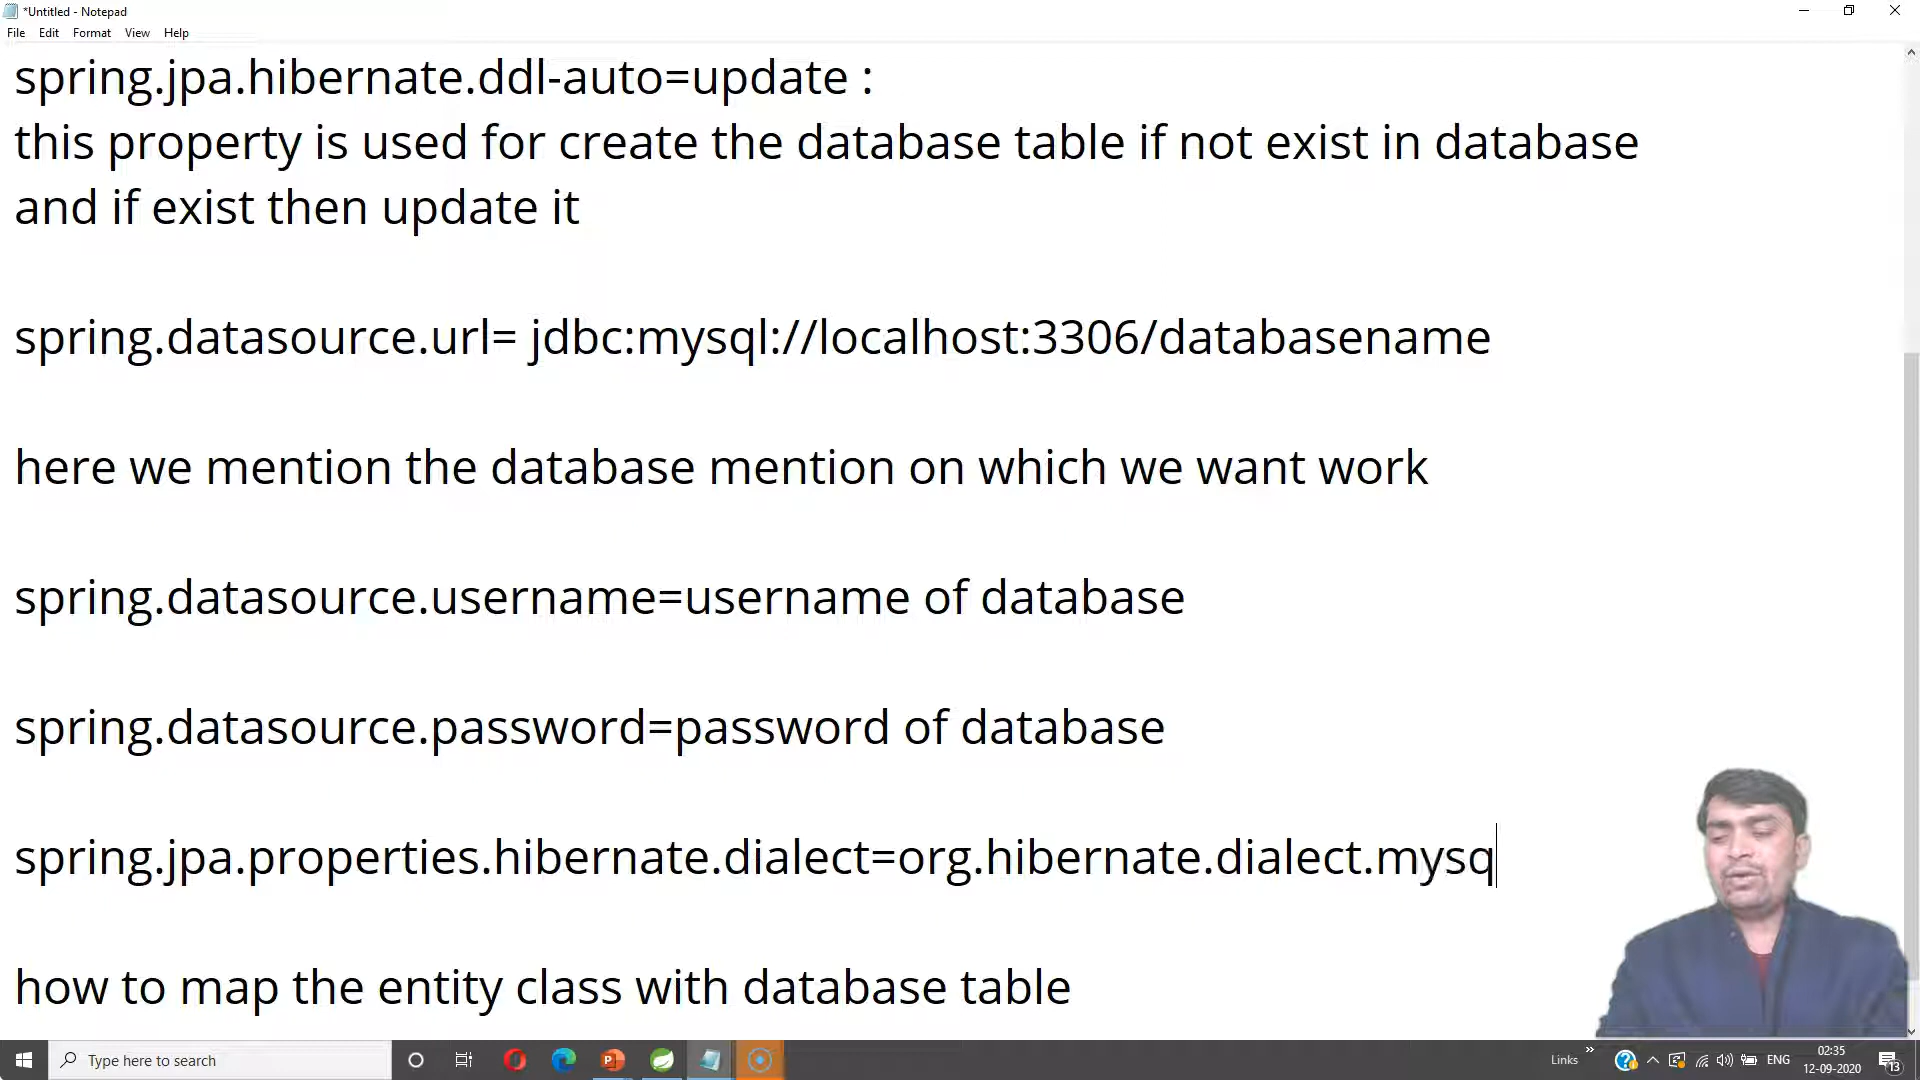 *Untitled - Notepad
File Edit Format View Help
spring.jpa.hibernate.ddl-auto=update :
this property is used for create the database table if not exist in database
and if exist then update it
spring.datasource.url= jdbc:mysql://localhost:3306/databasename
here we mention the database mention on which we want work
spring.datasource.username=username of database
spring.datasource.password=password of database
spring.jpa.properties.hibernate.dialect=org.hibernate.dialect.mysq
how to map the entity class with database table
Type here to search
Links
ENG
02:35
12-09-2020
13